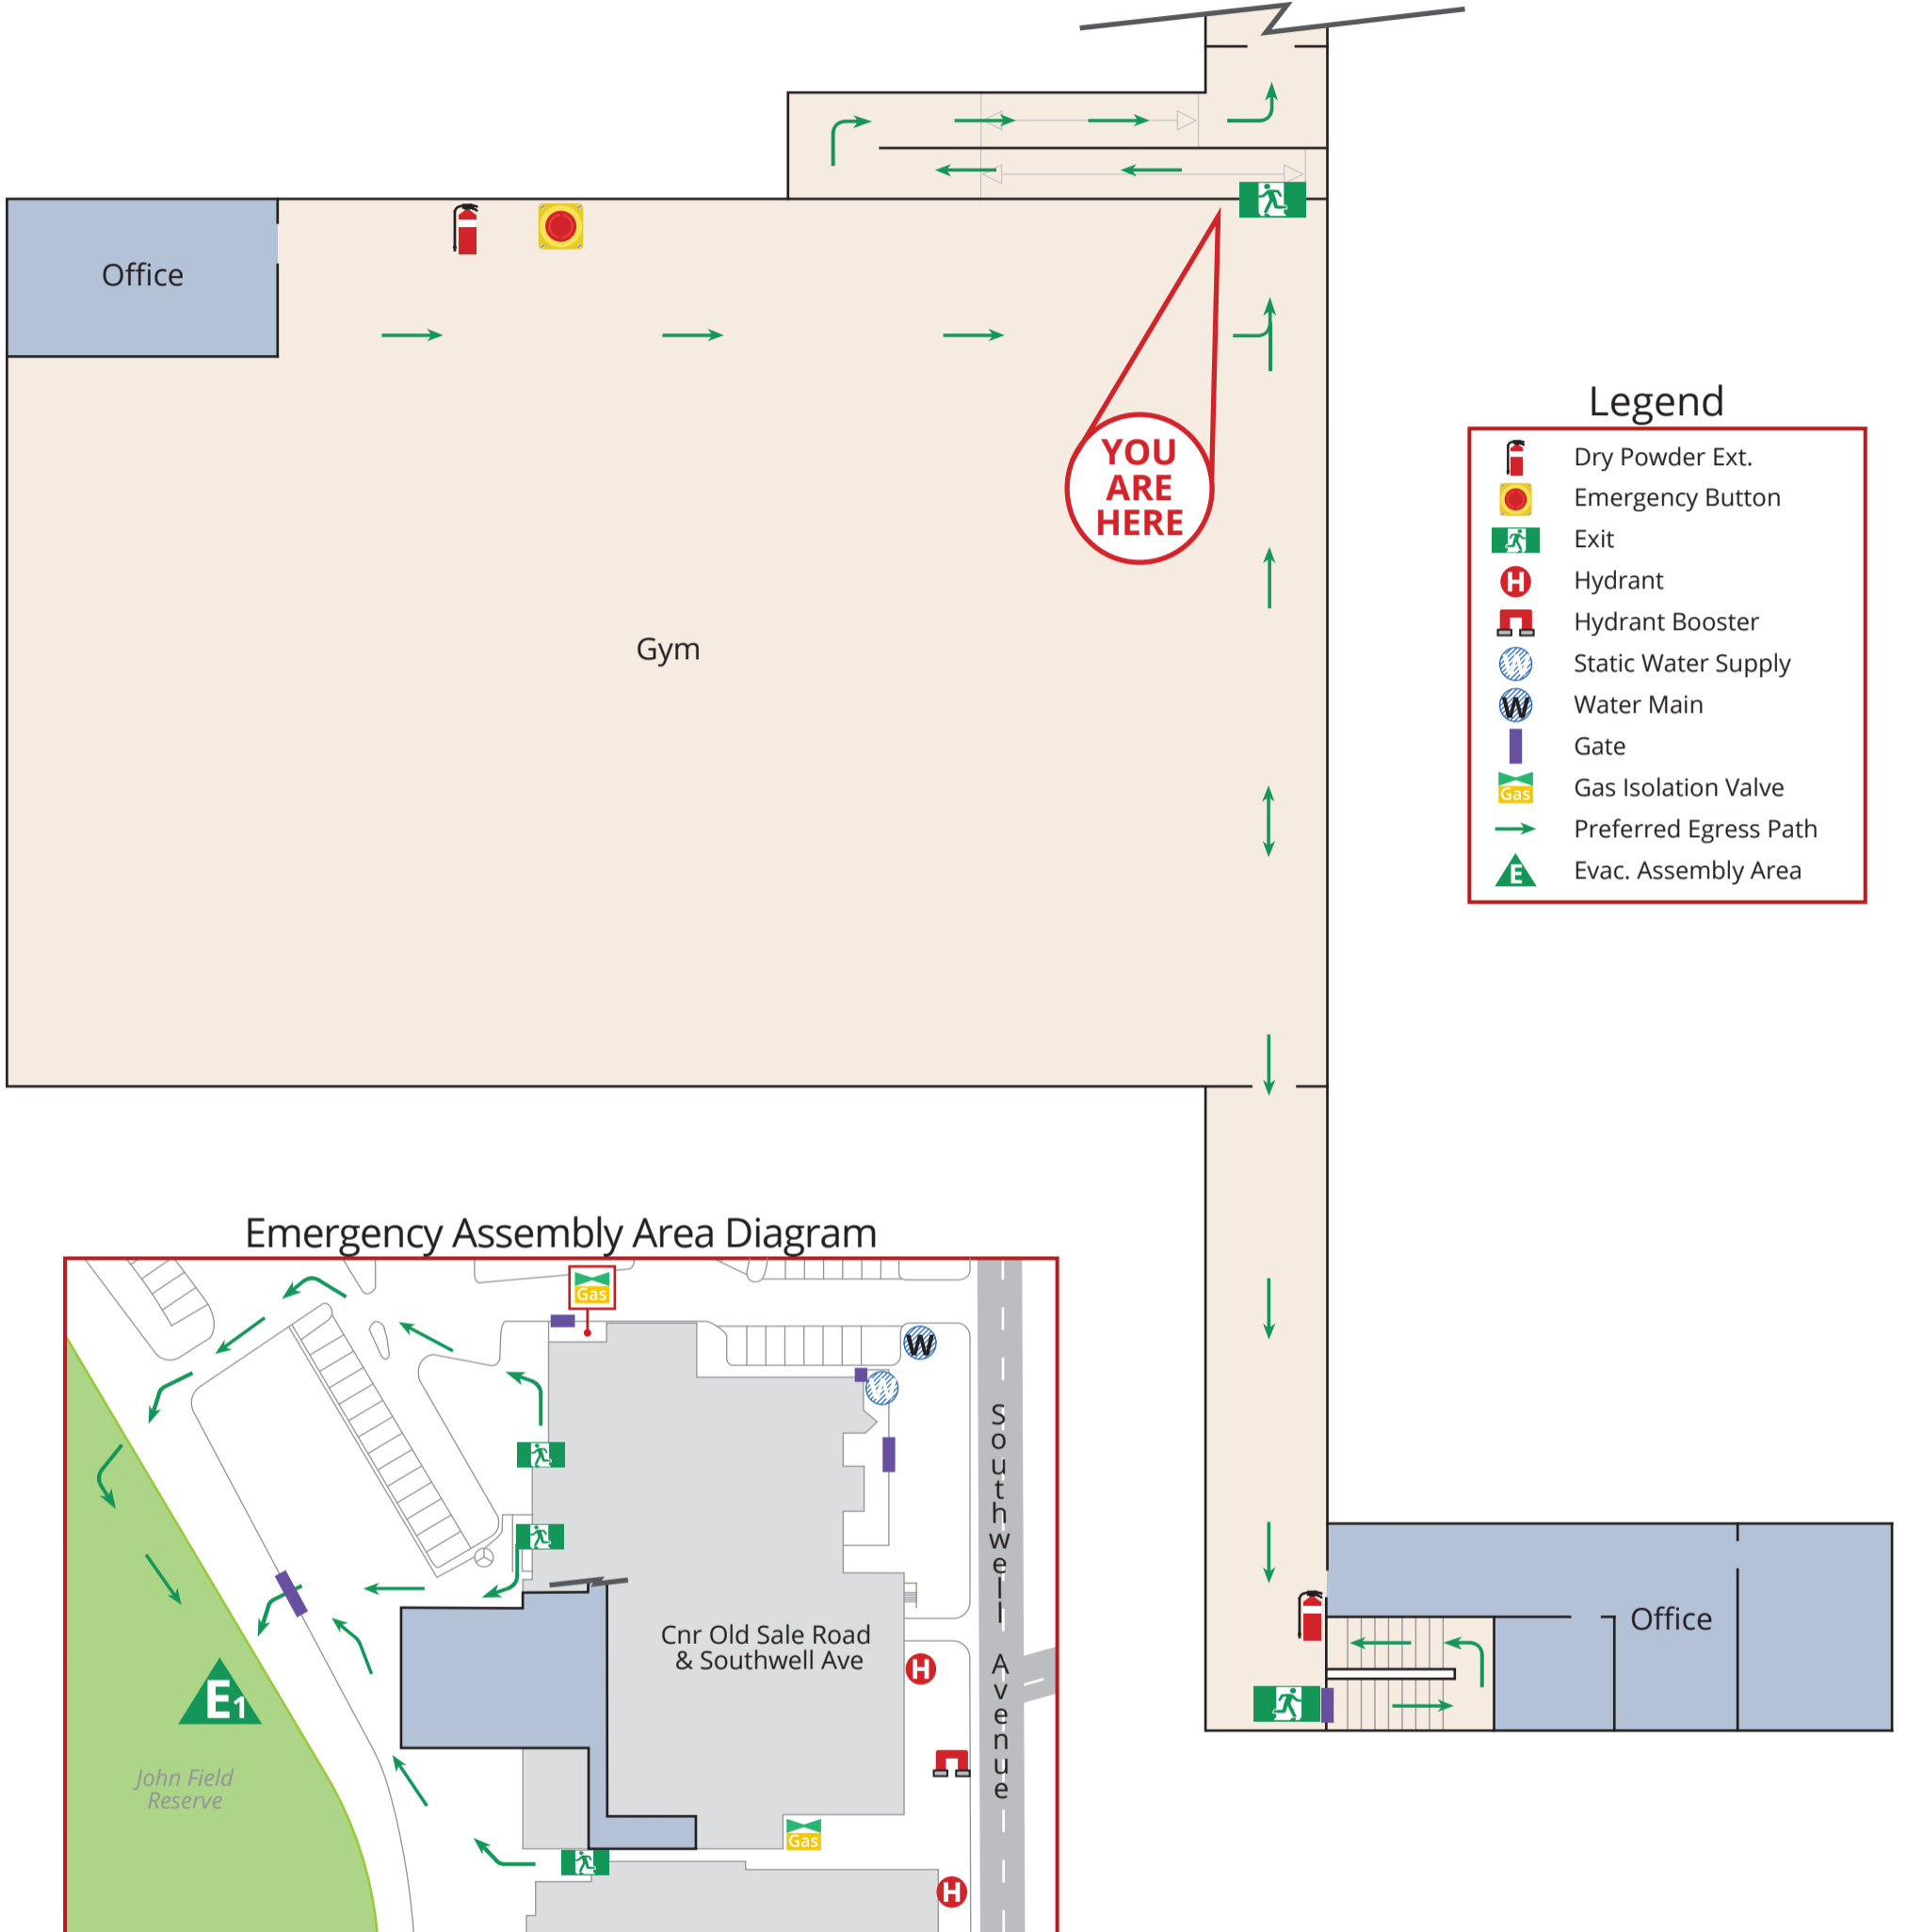 Office
YOU
ARE
HERE
Gym
Legend
Dry Powder Ext.
Emergency Button
Exit
H Hydrant
Hydrant Booster
W Static Water Supply
W Water Main
Gate
Gas Gas Isolation Valve
Preferred Egress Path
E Evac. Assembly Area
Emergency Assembly Area Diagram
Gas
W
W
Southwell Avenue
Cnr Old Sale Road
& Southwell Ave
H
E1
John Field
Reserve
Gas
H
Office